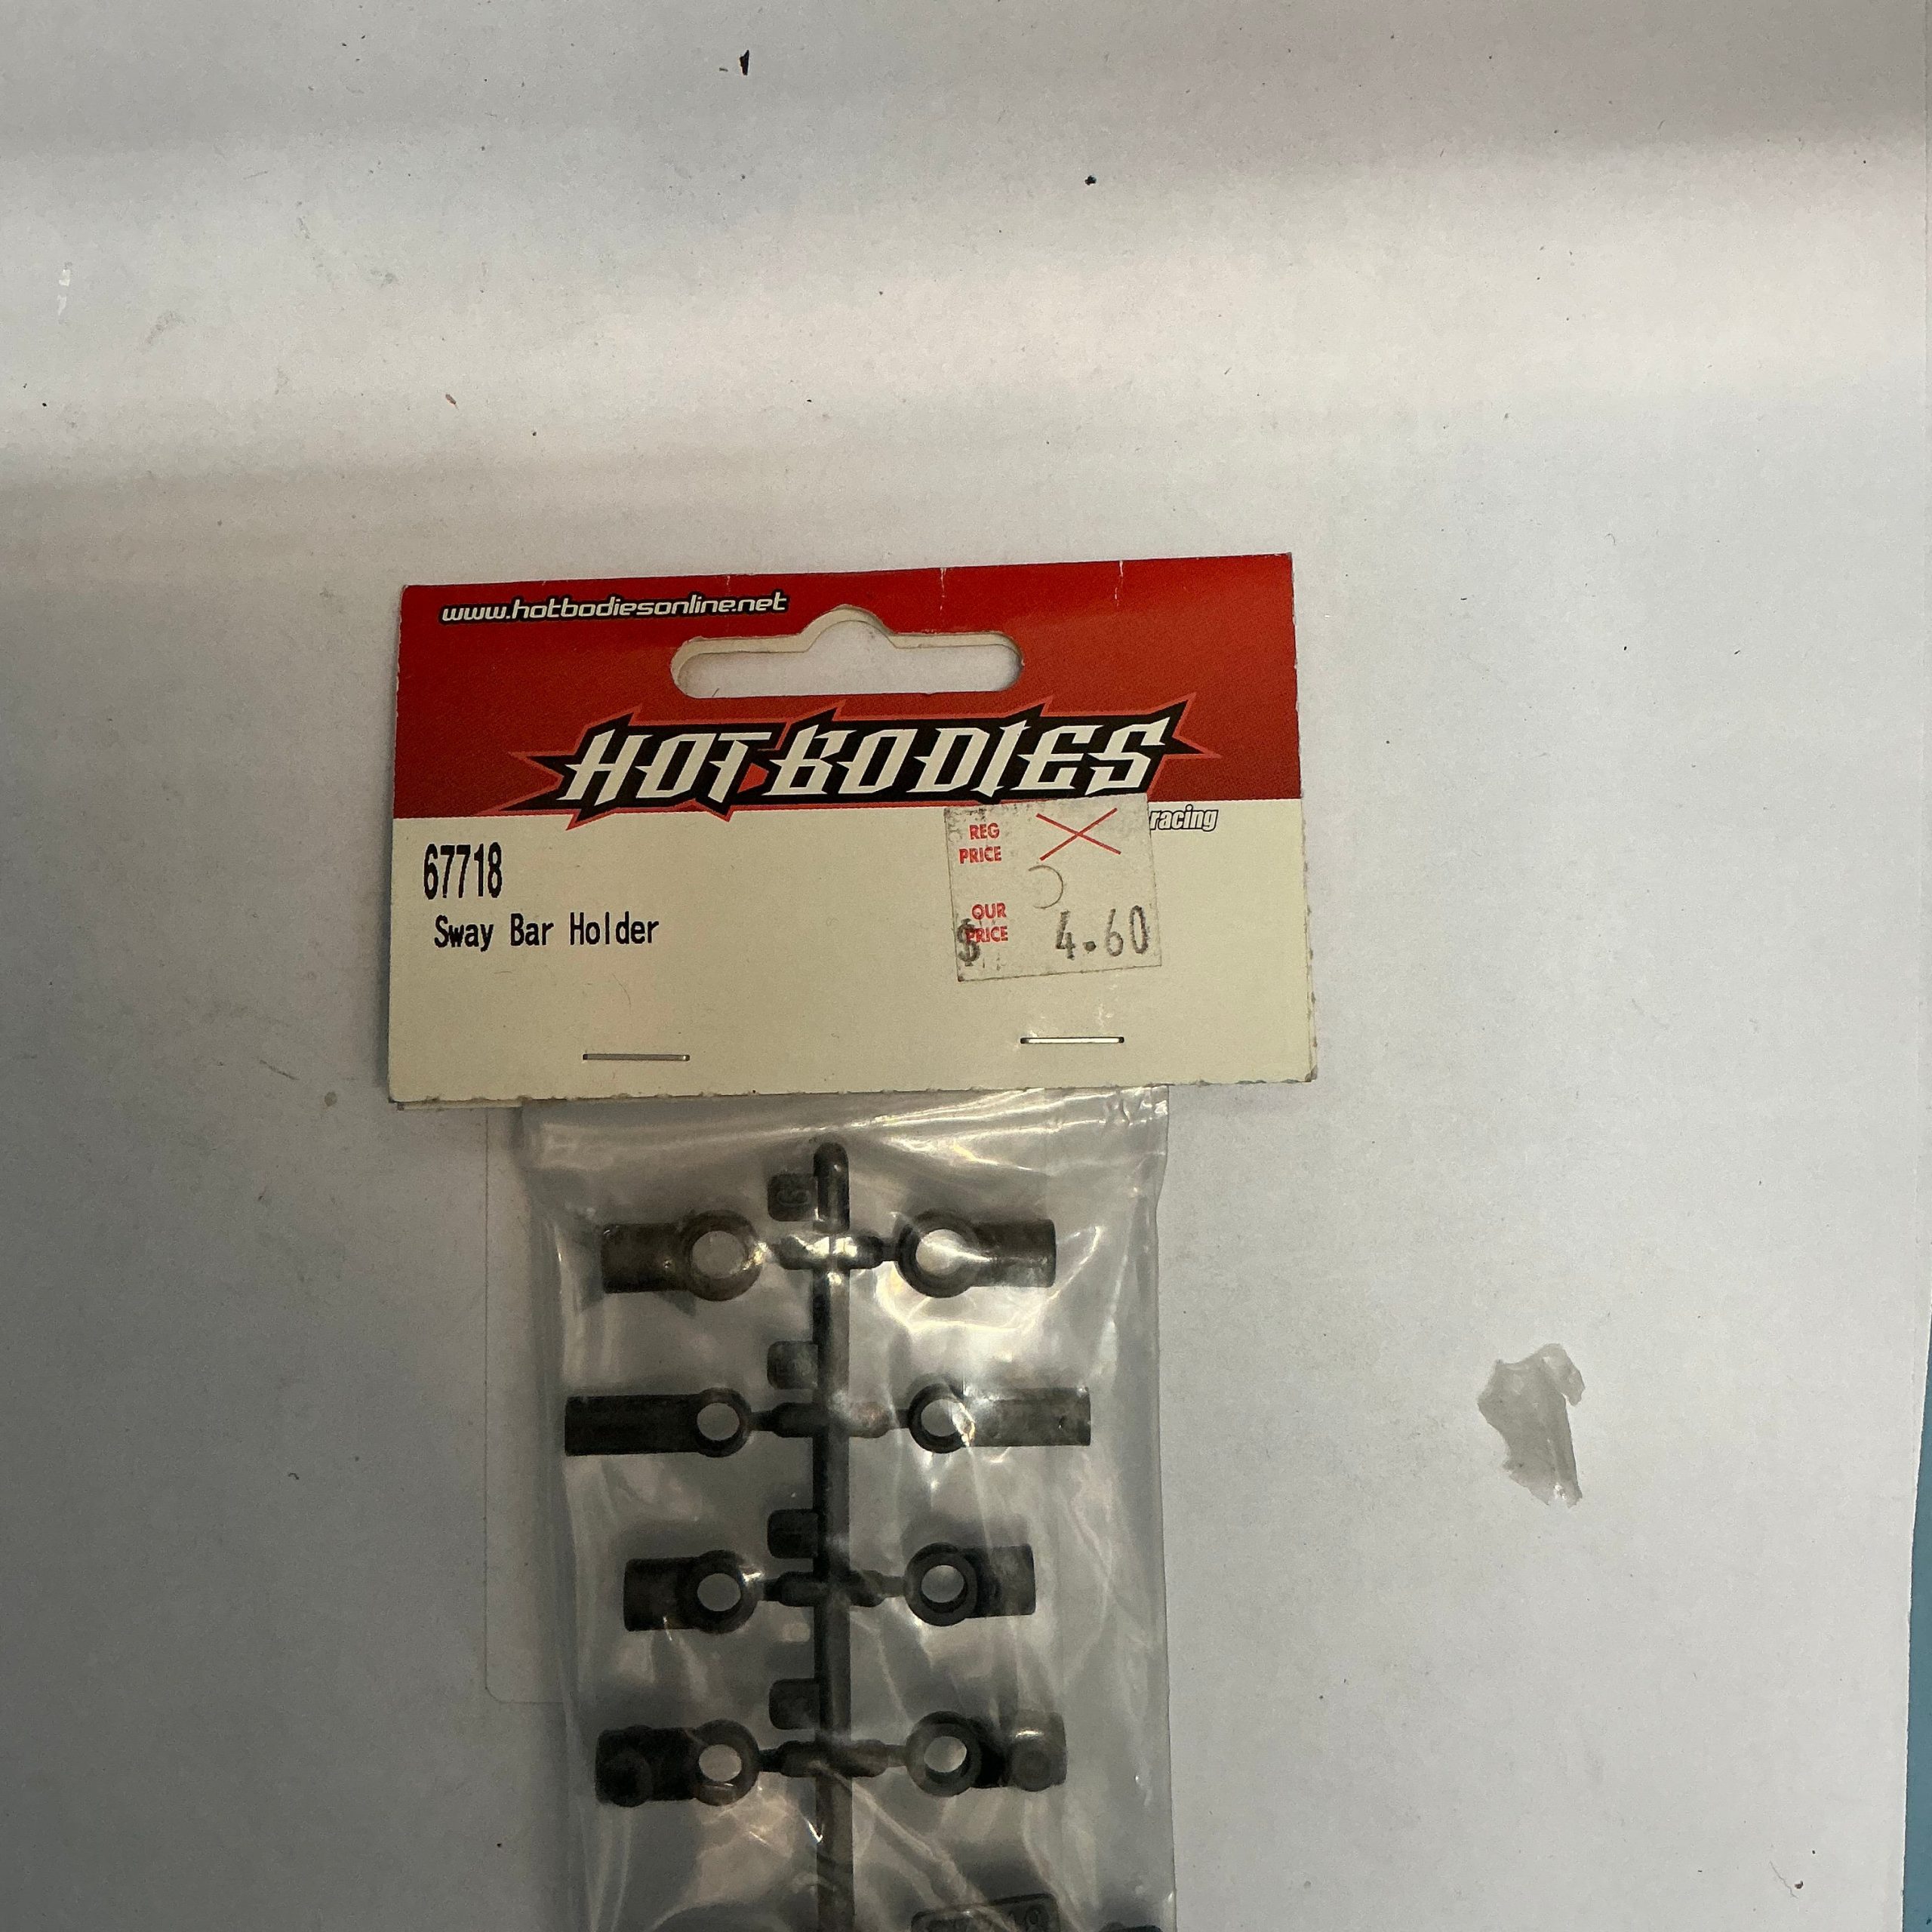 www.hotbodiesonline.net
HOT BODIES
racing
67718
Sway Bar Holder
REG
PRICE
OUR
PRICE
$ 4.60